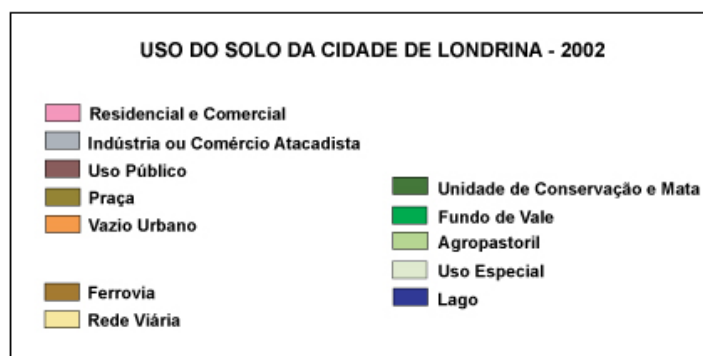 USO DO SOLO DA CIDADE DE LONDRINA - 2002
Residencial e Comercial
Indústria ou Comércio Atacadista
Uso Público
Praça
Vazio Urbano
Ferrovia
Rede Viária
Unidade de Conservação e Mata
Fundo de Vale
Agropastoril
Uso Especial
Lago